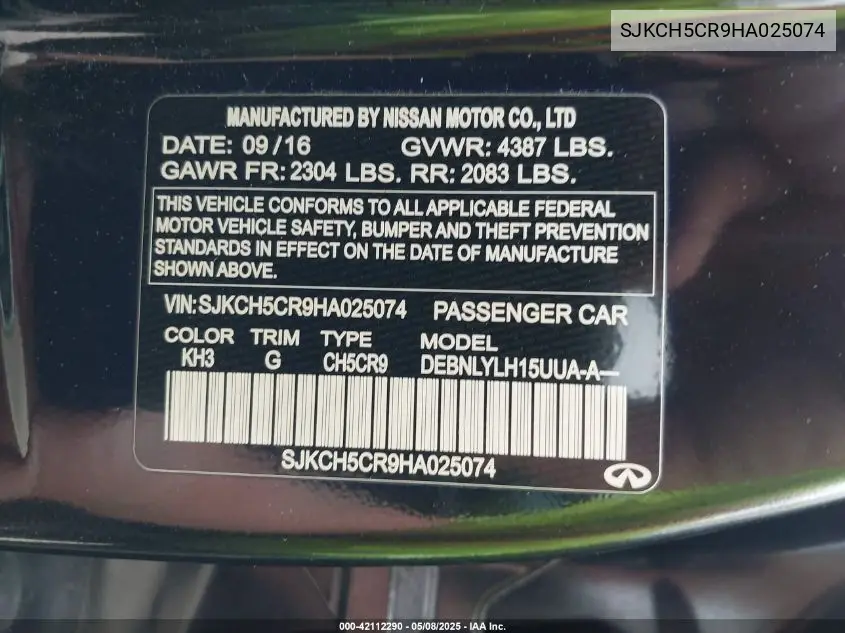 SJKCH5CR9HA025074
MANUFACTURED BY NISSAN MOTOR CO., LTD
DATE: 09/16 GVWR: 4387 LBS.
GAWR FR: 2304 LBS. RR: 2083 LBS.
THIS VEHICLE CONFORMS TO ALL APPLICABLE FEDERAL
MOTOR VEHICLE SAFETY, BUMPER AND THEFT PREVENTION
STANDARDS IN EFFECT ON THE DATE OF MANUFACTURE
SHOWN ABOVE.
VIN:SJKCH5CR9HA025074 PASSENGER CAR
COLOR TRIM TYPE MODEL
KH3 G CH5CR9 DEBNLYLH15UUA-A—
SJKCH5CR9HA025074
000-42112290 - 05/08/2025 - IAA Inc.